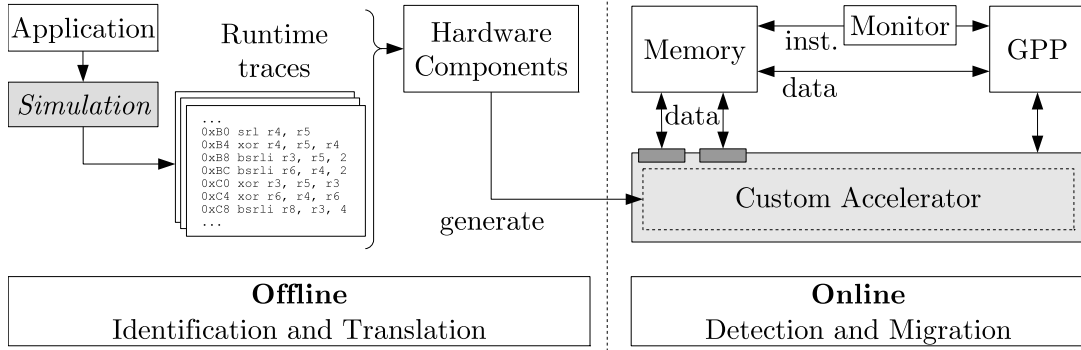 Application
Simulation
Runtime
traces
...
0xB0 srl r4, r5
0xB4 xor r4, r5, r4
0xB8 bsrli r3, r5, 2
0xBC bsrli r6, r4, 2
0xC0 xor r3, r5, r3
0xC4 xor r6, r4, r6
0xC8 bsrli r8, r3, 4
...
Hardware
Components
generate
Memory
inst.
Monitor
GPP
data
data
Custom Accelerator
Offline
Identification and Translation
Online
Detection and Migration